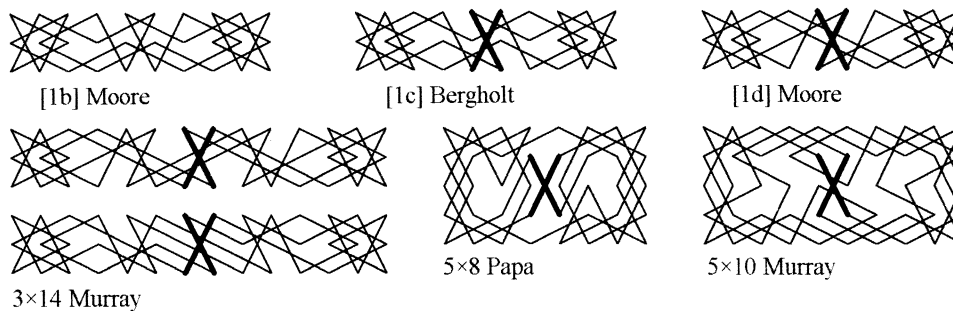 [1b] Moore
[1c] Bergholt
[1d] Moore
5×8 Papa
5×10 Murray
3×14 Murray